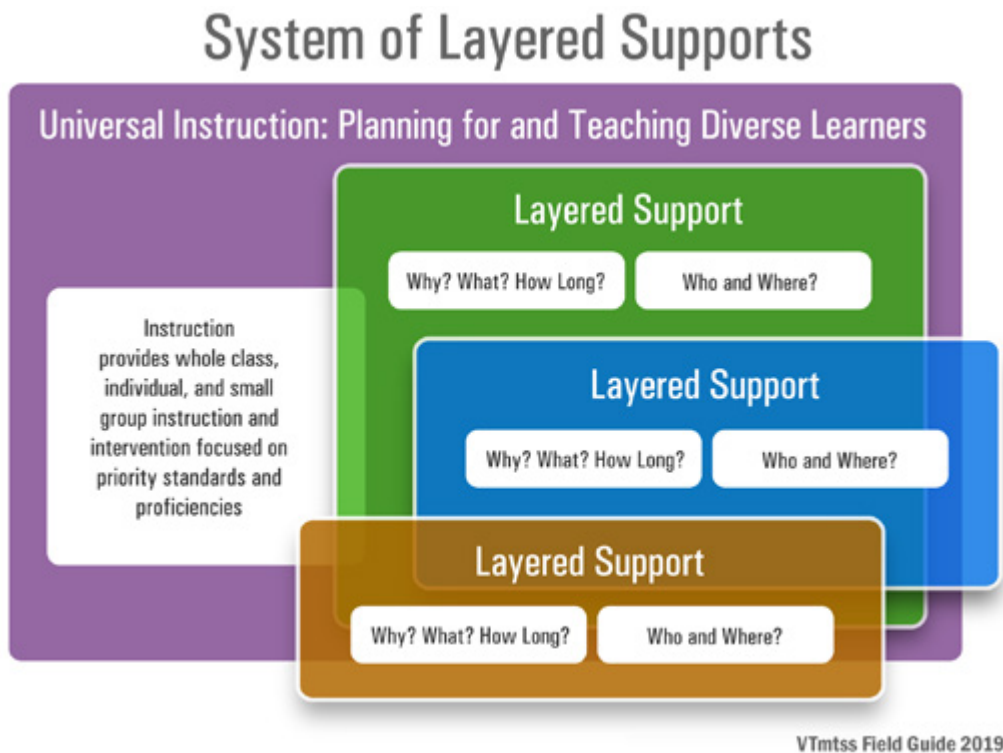 System of Layered Supports
Universal Instruction: Planning for and Teaching Diverse Learners
Layered Support
Why? What? How Long?
Who and Where?
Instruction
provides whole class,
individual, and small
group instruction and
intervention focused on
priority standards and
proficiencies
Layered Support
Why? What? How Long?
Who and Where?
Layered Support
Why? What? How Long?
Who and Where?
VTmtss Field Guide 2019